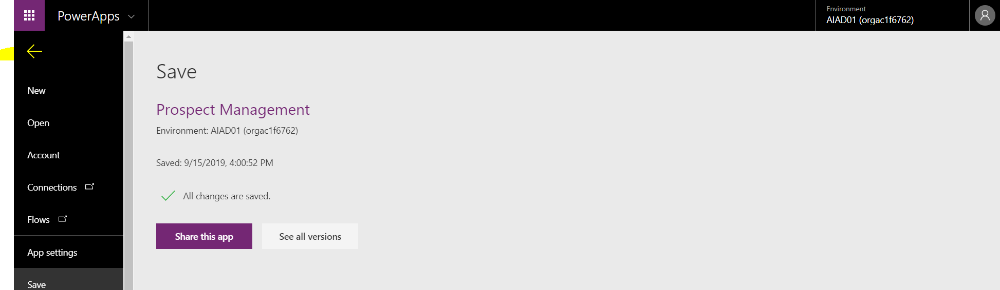 PowerApps
Environment
AIAD01 (orgac1f6762)
New
Open
Account
Connections
Flows
App settings
Save
Save
Prospect Management
Environment: AIAD01 (orgac1f6762)
Saved: 9/15/2019, 4:00:52 PM
All changes are saved.
Share this app
See all versions